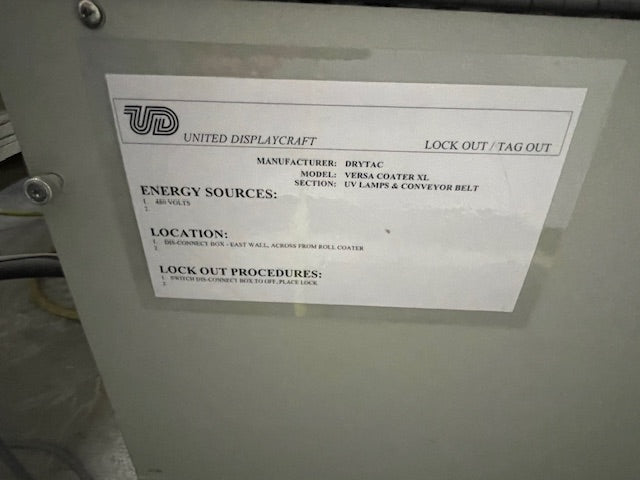 UD
UNITED DISPLAYCRAFT
LOCK OUT / TAG OUT
MANUFACTURER: DRYTAC
MODEL: VERSA COATER XL
SECTION: UV LAMPS & CONVEYOR BELT
ENERGY SOURCES:
1. 480 VOLTS
2.
LOCATION:
1. DIS-CONNECT BOX - EAST WALL, ACROSS FROM ROLL COATER
2.
LOCK OUT PROCEDURES:
1. SWITCH DIS-CONNECT BOX TO OFF, PLACE LOCK
2.